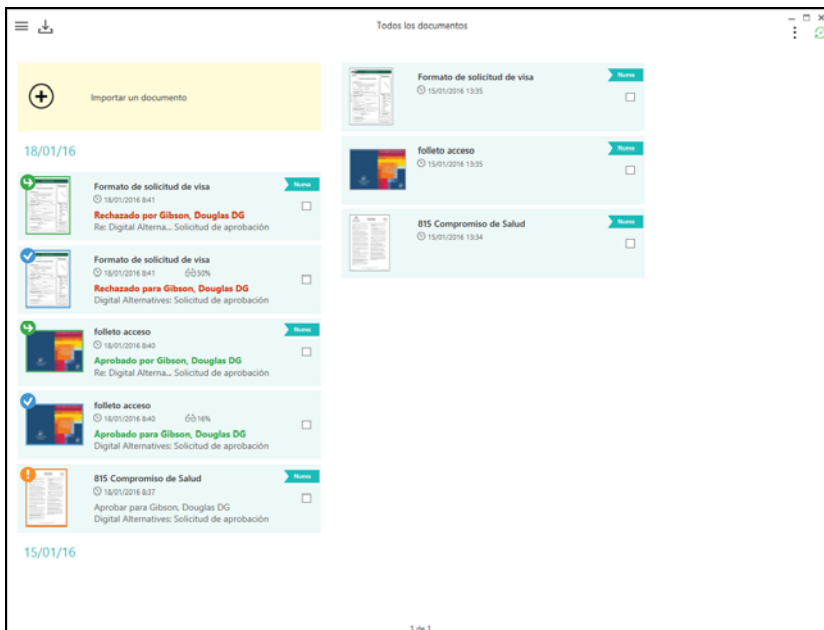 Todos los documentos
Importar un documento
18/01/16
Formato de solicitud de visa
Nuevo
18/01/2016 8:41
Rechazado por Gibson, Douglas DG
Re: Digital Alterna... Solicitud de aprobación
Formato de solicitud de visa
18/01/2016 8:41 50%
Rechazado para Gibson, Douglas DG
Digital Alternatives: Solicitud de aprobación
folleto acceso
Nuevo
18/01/2016 8:40
Aprobado por Gibson, Douglas DG
Re: Digital Alterna... Solicitud de aprobación
folleto acceso
18/01/2016 8:40 16%
Aprobado para Gibson, Douglas DG
Digital Alternatives: Solicitud de aprobación
815 Compromiso de Salud
Nuevo
18/01/2016 8:37
Aprobar para Gibson, Douglas DG
Digital Alternatives: Solicitud de aprobación
15/01/16
Formato de solicitud de visa
Nuevo
15/01/2016 13:35
folleto acceso
Nuevo
15/01/2016 13:35
815 Compromiso de Salud
Nuevo
15/01/2016 13:34
1 de 1